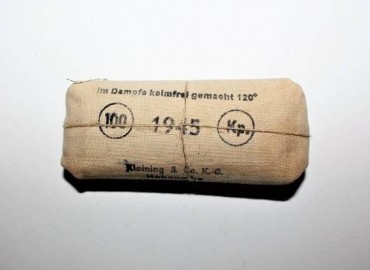 Im Dampfe keimfrei gemacht 120°
100 1945 Kp.
Kleining & Co. K.-G.